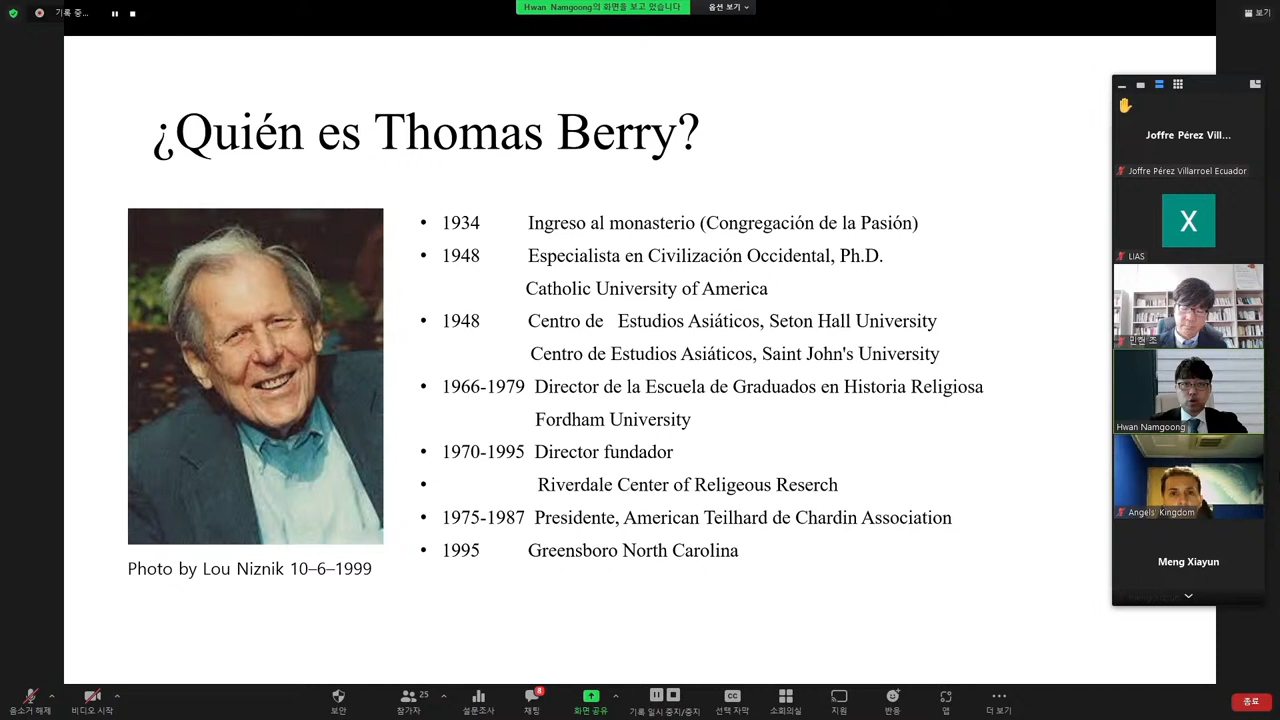 기록 중...
Hwan Namgoong의 화면을 보고 있습니다
옵션 보기
보기
¿Quién es Thomas Berry?
• 1934 Ingreso al monasterio (Congregación de la Pasión)
• 1948 Especialista en Civilización Occidental, Ph.D.
Catholic University of America
• 1948 Centro de Estudios Asiáticos, Seton Hall University
Centro de Estudios Asiáticos, Saint John's University
• 1966-1979 Director de la Escuela de Graduados en Historia Religiosa
Fordham University
• 1970-1995 Director fundador
• Riverdale Center of Religeous Reserch
• 1975-1987 Presidente, American Teilhard de Chardin Association
• 1995 Greensboro North Carolina
Photo by Lou Niznik 10–6–1999
Joffre Pérez Vill...
Joffre Pérez Villarroel Ecuador
X
LIAS
민헌 조
Hwan Namgoong
Angels' Kingdom
Meng Xiayun
음소거 해제
비디오 시작
보안
25
참가자
설문조사
8
채팅
화면 공유
기록 일시 중지/중지
선택 자막
소회의실
지원
반응
앱
더 보기
종료